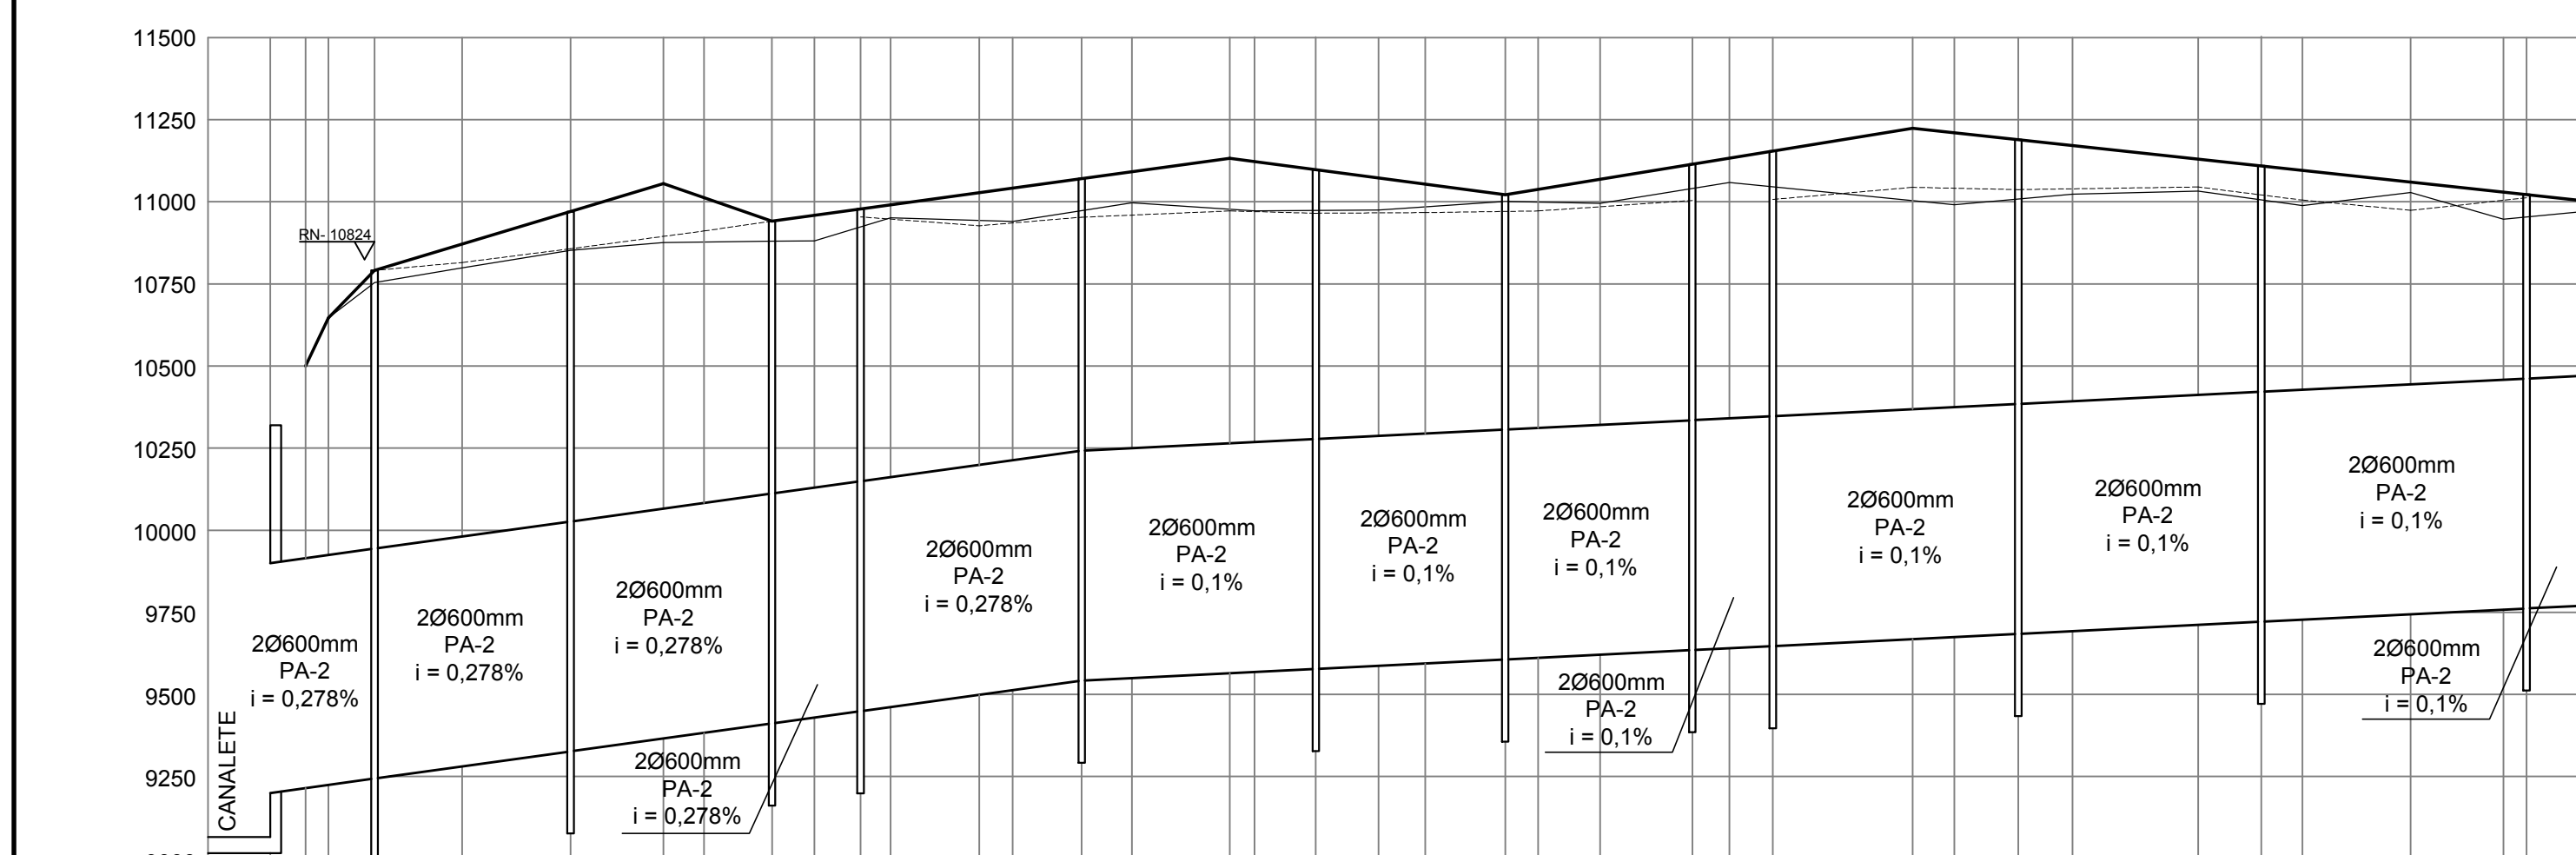 11500
11250
11000
10750
10500
10250
10000
9750
9500
9250
RN- 10824
CANALETE
2Ø600mm
PA-2
i = 0,278%
2Ø600mm
PA-2
i = 0,278%
2Ø600mm
PA-2
i = 0,278%
2Ø600mm
PA-2
i = 0,278%
2Ø600mm
PA-2
i = 0,278%
2Ø600mm
PA-2
i = 0,1%
2Ø600mm
PA-2
i = 0,1%
2Ø600mm
PA-2
i = 0,1%
2Ø600mm
PA-2
i = 0,1%
2Ø600mm
PA-2
i = 0,1%
2Ø600mm
PA-2
i = 0,1%
2Ø600mm
PA-2
i = 0,1%
2Ø600mm
PA-2
i = 0,1%